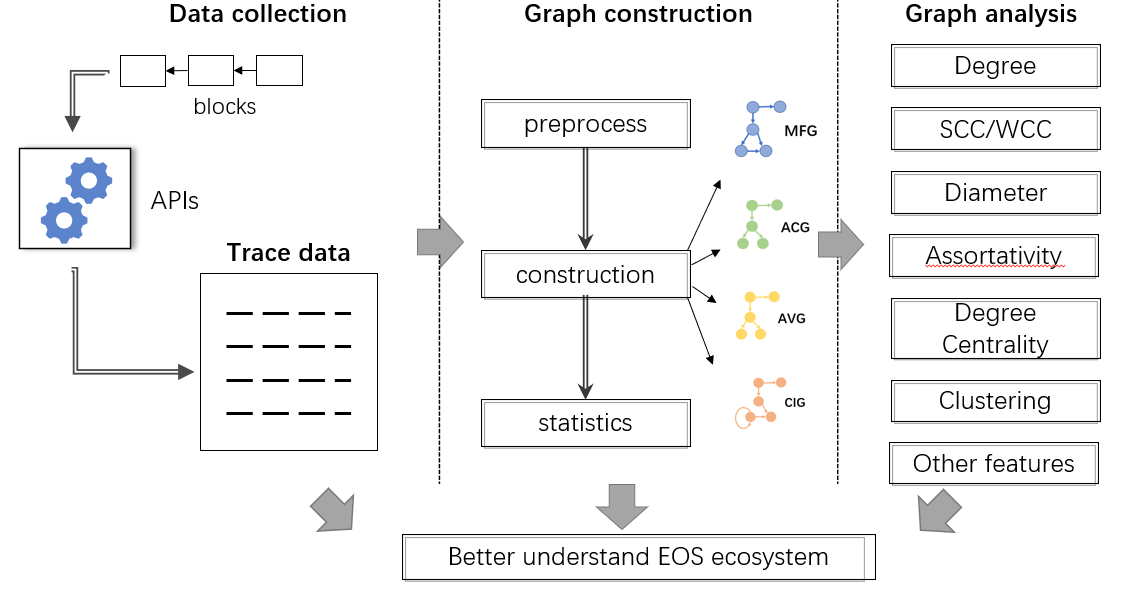 Data collection
blocks
APIs
Trace data
Graph construction
preprocess
construction
statistics
MFG
ACG
AVG
CIG
Graph analysis
Degree
SCC/WCC
Diameter
Assortativity
Degree
Centrality
Clustering
Other features
Better understand EOS ecosystem